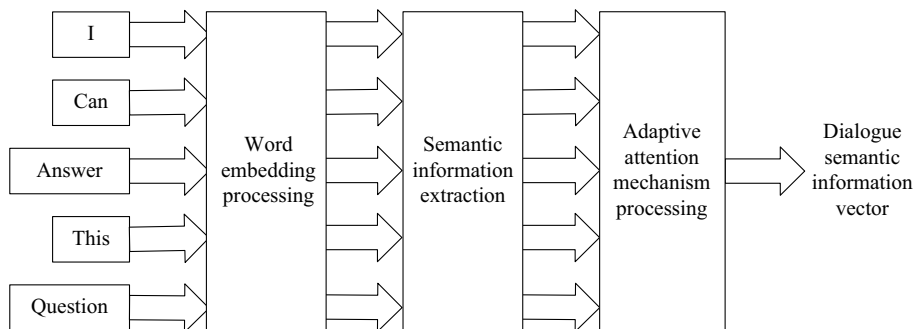 I
Can
Answer
This
Question
Word
embedding
processing
Semantic
information
extraction
Adaptive
attention
mechanism
processing
Dialogue
semantic
information
vector